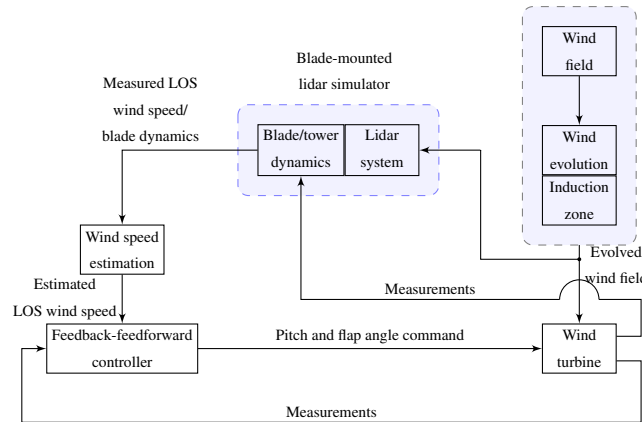 Wind
field
Wind
evolution
Induction
zone
Blade-mounted
lidar simulator
Blade/tower
dynamics
Lidar
system
Measured LOS
wind speed/
blade dynamics
Wind speed
estimation
Estimated
LOS wind speed
Evolved
wind field
Measurements
Feedback-feedforward
controller
Pitch and flap angle command
Wind
turbine
Measurements